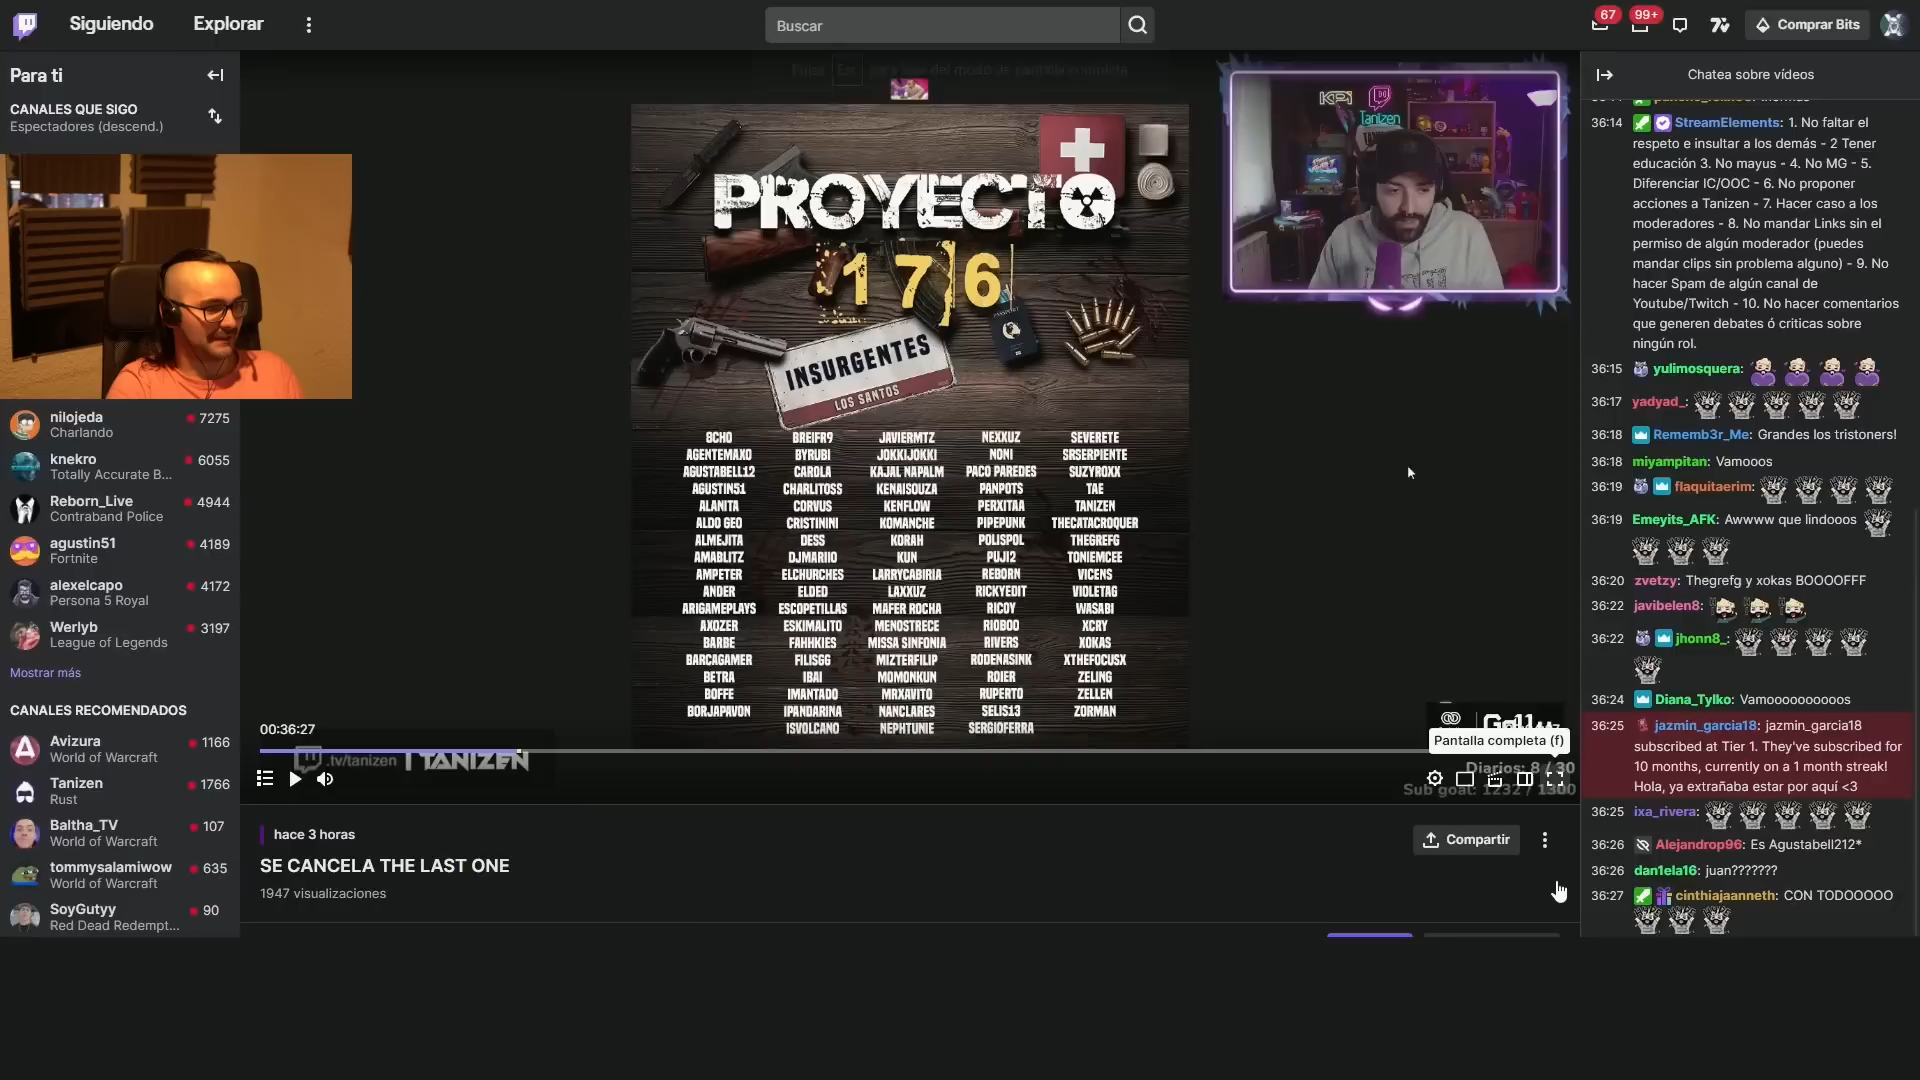 Siguiendo
Explorar
Buscar
67
99+
Comprar Bits
Para ti
CANALES QUE SIGO
Espectadores (descend.)
nilojeda
7275
Charlando
knekro
6055
Totally Accurate B...
Reborn_Live
4944
Contraband Police
agustin51
4189
Fortnite
alexelcapo
4172
Persona 5 Royal
Werlyb
3197
League of Legends
Mostrar más
CANALES RECOMENDADOS
Avizura
1166
World of Warcraft
Tanizen
1766
Rust
Baltha_TV
107
World of Warcraft
tommysalamiwow
635
World of Warcraft
SoyGutyy
90
Red Dead Redempt...
Tanizen
PROYECTO
176
INSURGENTES
LOS SANTOS
8CHO
AGENTEMAXO
AGUSTABELL12
AGUSTIN51
ALANITA
ALDO GEO
ALMEJITA
AMABLITZ
AMPETER
ANDER
ARIGAMEPLAYS
AXOZER
BARBE
BARCAGAMER
BETRA
BOFFE
BORJAPAVON
BREIFR9
BYRUBI
CAROLA
CHARLITOSS
CORVUS
CRISTININI
DESS
DJMARIIO
ELCHURCHES
ELDED
ESCOPETILLAS
ESKIMALITO
FAHHKIES
FILISGG
IBAI
IMANTADO
IPANDARINA
ISVOLCANO
JAVIERMTZ
JOKKIJOKKI
KAJAL NAPALM
KENAISOUZA
KENFLOW
KOMANCHE
KORAH
KUN
LARRYCABIRIA
LAXXUZ
MAFER ROCHA
MENOSTRECE
MISSA SINFONIA
MIZTERFILIP
MOMONKUN
MRXAVITO
NANCLARES
NEPHTUNIE
NEXXUZ
NONI
PACO PAREDES
PANPOTS
PERXITAA
PIPEPUNK
POLISPOL
PUJI2
REBORN
RICKYEDIT
RICOY
RIOBOO
RIVERS
RODENASINK
ROIER
RUPERTO
SELIS13
SERGIOFERRA
SEVERETE
SRSERPIENTE
SUZYROXX
TAE
TANIZEN
THECATACROQUER
THEGREFG
TONIEMCEE
VICENS
VIOLETAG
WASABI
XCRY
XOKAS
XTHEFOCUSX
ZELING
ZELLEN
ZORMAN
00:36:27
.tv/tanizen
TANIZEN
Pantalla completa (f)
Diarios: 8 / 30
Sub goal: 1232 / 1300
hace 3 horas
SE CANCELA THE LAST ONE
1947 visualizaciones
Compartir
Chatea sobre vídeos
36:14 StreamElements: 1. No faltar el
respeto e insultar a los demás - 2 Tener
educación 3. No mayus - 4. No MG - 5.
Diferenciar IC/OOC - 6. No proponer
acciones a Tanizen - 7. Hacer caso a los
moderadores - 8. No mandar Links sin el
permiso de algún moderador (puedes
mandar clips sin problema alguno) - 9. No
hacer Spam de algún canal de
Youtube/Twitch - 10. No hacer comentarios
que generen debates ó criticas sobre
ningún rol.
36:15 yulimosquera:
36:17 yadyad_:
36:18 Rememb3r_Me: Grandes los tristoners!
36:18 miyampitan: Vamooos
36:19 flaquitaerim:
36:19 Emeyits_AFK: Awwww que lindooos
36:20 zvetzy: Thegrefg y xokas BOOOOFFF
36:22 javibelen8:
36:22 jhonn8_:
36:24 Diana_Tylko: Vamoooooooooos
36:25 jazmin_garcia18: jazmin_garcia18
subscribed at Tier 1. They've subscribed for
10 months, currently on a 1 month streak!
Hola, ya extrañaba estar por aquí <3
36:25 ixa_rivera:
36:26 Alejandrop96: Es Agustabell212*
36:26 dan1ela16: juan???????
36:27 cinthiajaanneth: CON TODOOOOO